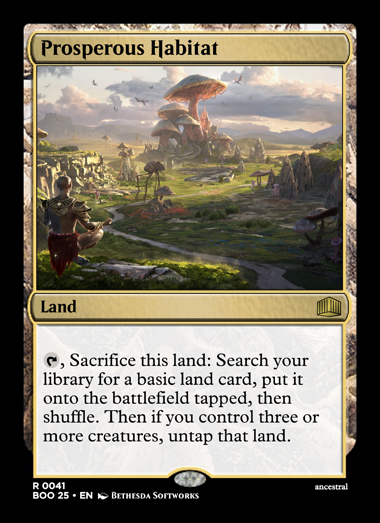 Prosperous Habitat
Land
, Sacrifice this land: Search your
library for a basic land card, put it
onto the battlefield tapped, then
shuffle. Then if you control three or
more creatures, untap that land.
R 0041
ancestral
BOO 25 • EN Bethesda Softworks